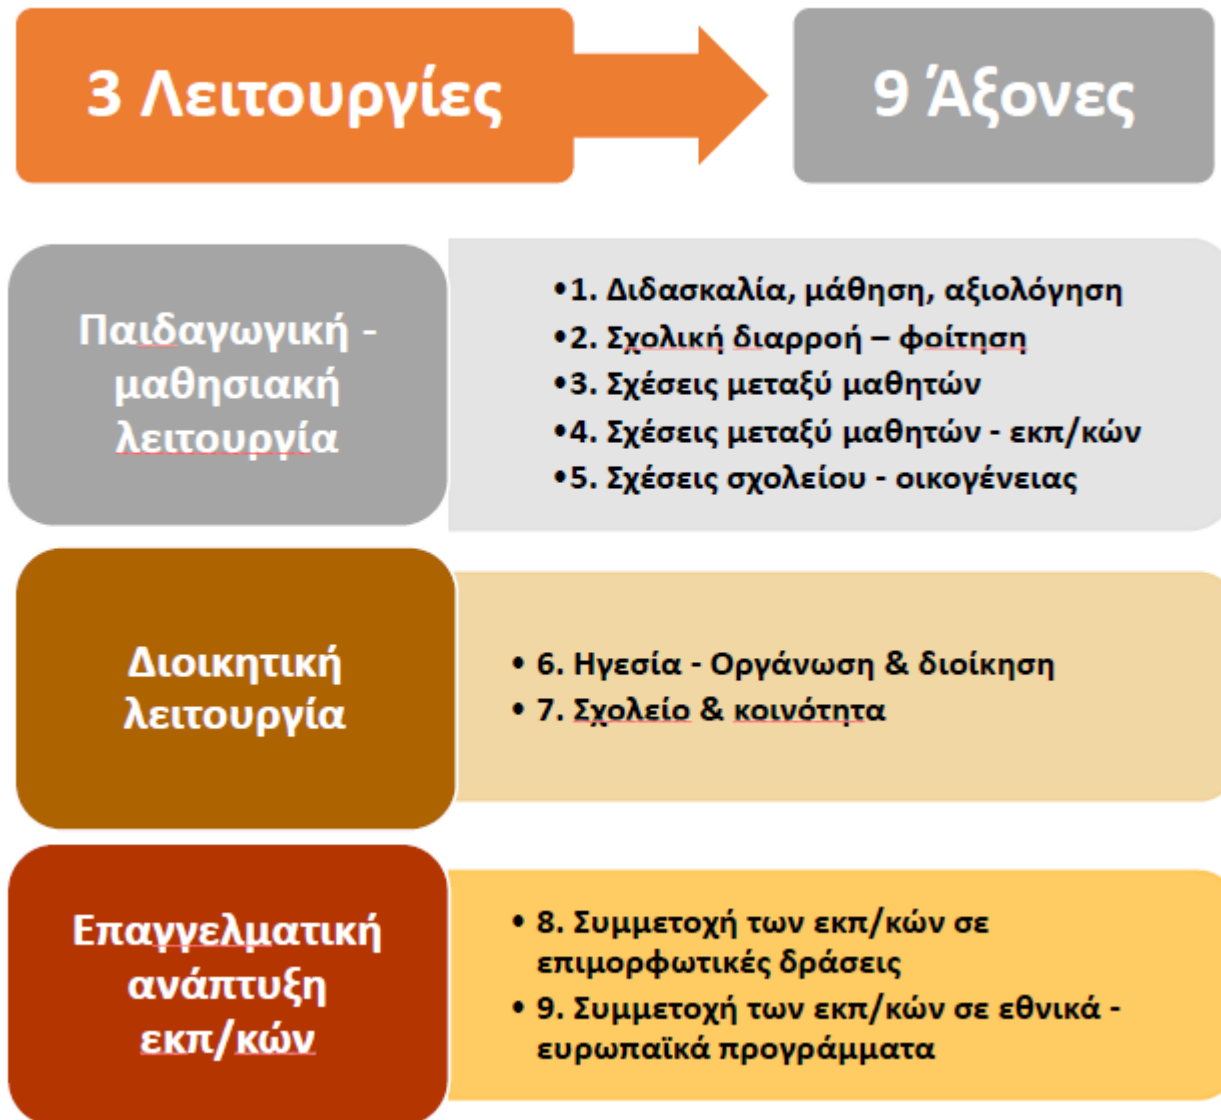 3 Λειτουργίες
9 Άξονες
Παιδαγωγική -
μαθησιακή
λειτουργία
•1. Διδασκαλία, μάθηση, αξιολόγηση
•2. Σχολική διαρροή – φοίτηση
•3. Σχέσεις μεταξύ μαθητών
•4. Σχέσεις μεταξύ μαθητών - εκπ/κών
•5. Σχέσεις σχολείου - οικογένειας
Διοικητική
λειτουργία
• 6. Ηγεσία - Οργάνωση & διοίκηση
• 7. Σχολείο & κοινότητα
Επαγγελματική
ανάπτυξη
εκπ/κών
• 8. Συμμετοχή των εκπ/κών σε
επιμορφωτικές δράσεις
• 9. Συμμετοχή των εκπ/κών σε εθνικά -
ευρωπαϊκά προγράμματα